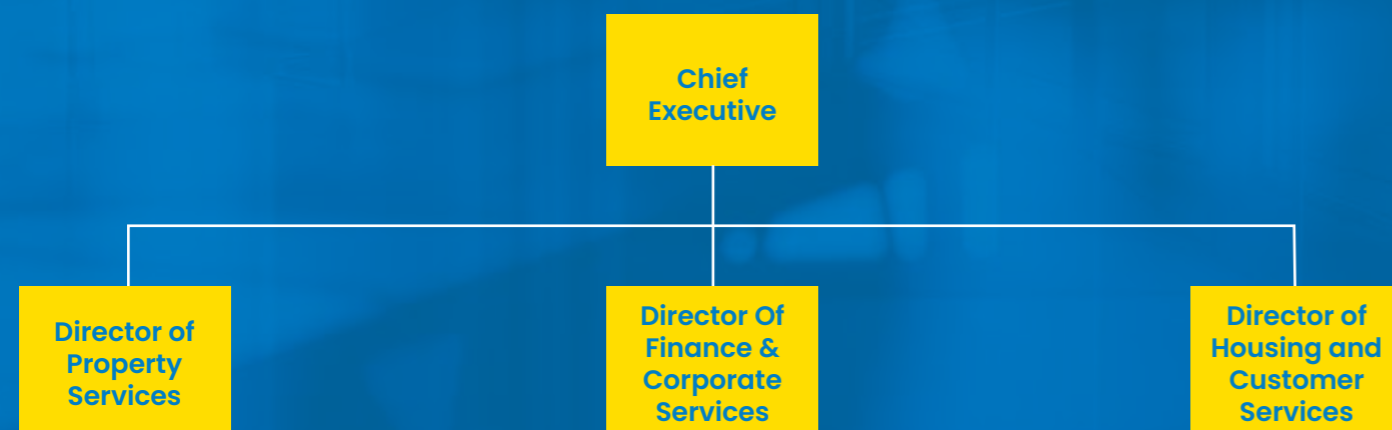 Chief
Executive
Director of
Property
Services
Director Of
Finance &
Corporate
Services
Director of
Housing and
Customer
Services